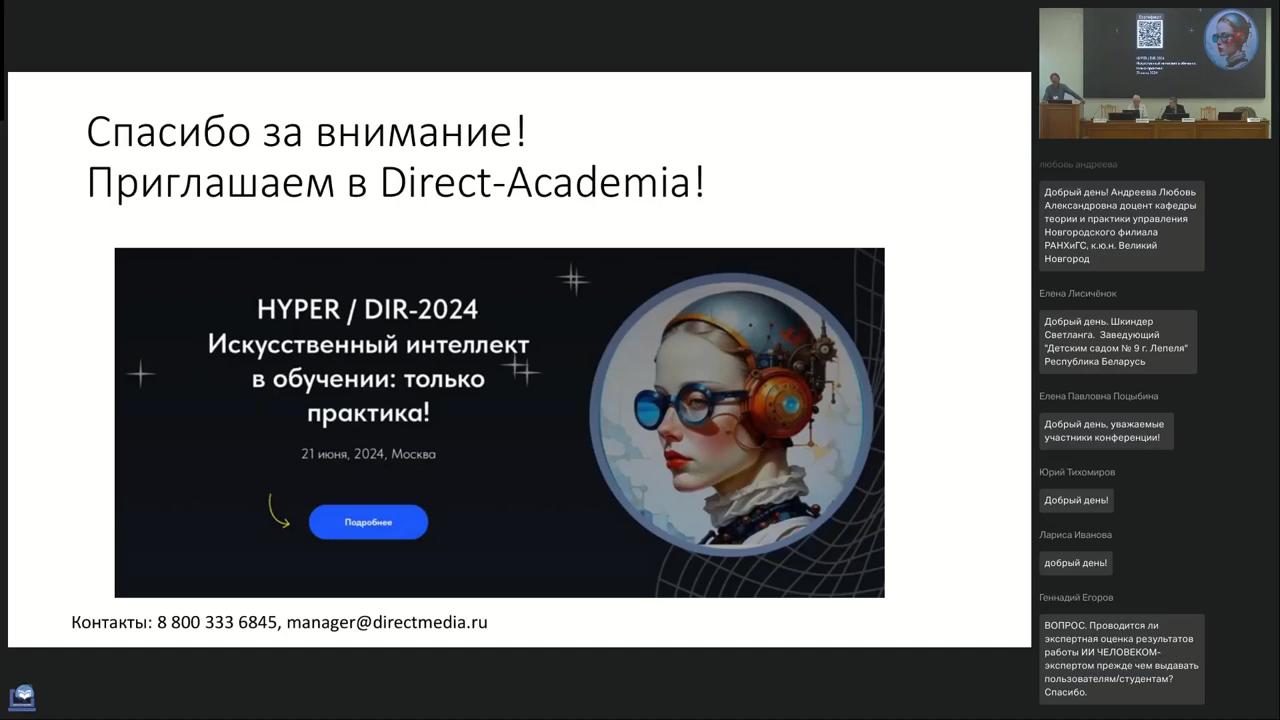 Спасибо за внимание!
Приглашаем в Direct-Academia!
HYPER / DIR-2024
Искусственный интеллект
в обучении: только
практика!
21 июня, 2024, Москва
Подробнее
Контакты: 8 800 333 6845, manager@directmedia.ru
HYPER / DIR-2024
любовь андреева
Добрый день! Андреева Любовь
Александровна доцент кафедры
теории и практики управления
Новгородского филиала
РАНХиГС, к.ю.н. Великий
Новгород
Елена Лисичёнок
Добрый день. Шкиндер
Светланга. Заведующий
"Детским садом № 9 г. Лепеля"
Республика Беларусь
Елена Павловна Поцыбина
Добрый день, уважаемые
участники конференции!
Юрий Тихомиров
Добрый день!
Лариса Иванова
добрый день!
Геннадий Егоров
ВОПРОС. Проводится ли
экспертная оценка результатов
работы ИИ ЧЕЛОВЕКОМ-
экспертом прежде чем выдавать
пользователям/студентам?
Спасибо.